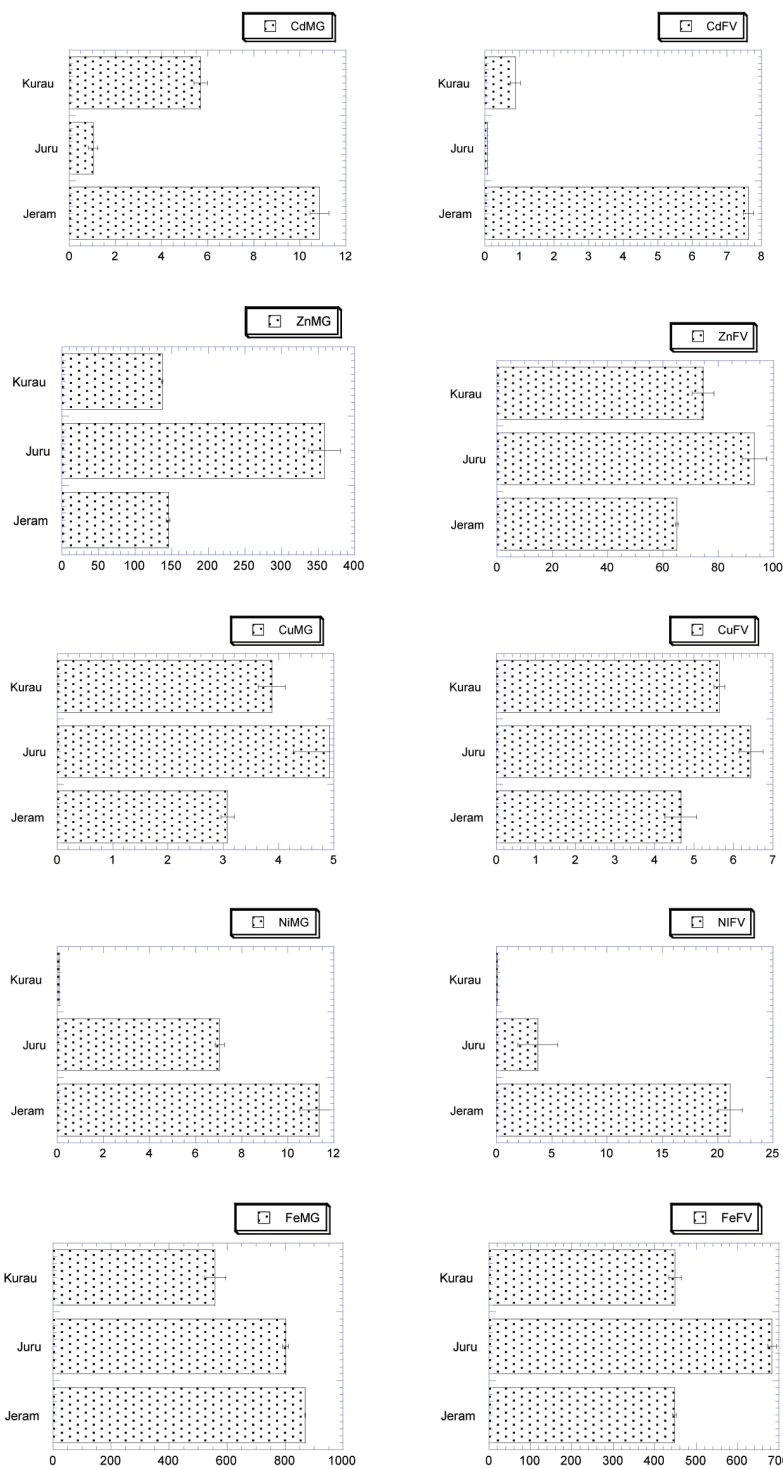 CdMG
Kurau
Juru
Jeram
0 2 4 6 8 10 12
CdFV
Kurau
Juru
Jeram
0 1 2 3 4 5 6 7 8
ZnMG
Kurau
Juru
Jeram
0 50 100 150 200 250 300 350 400
ZnFV
Kurau
Juru
Jeram
0 20 40 60 80 100
CuMG
Kurau
Juru
Jeram
0 1 2 3 4 5
CuFV
Kurau
Juru
Jeram
0 1 2 3 4 5 6 7
NiMG
Kurau
Juru
Jeram
0 2 4 6 8 10 12
NIFV
Kurau
Juru
Jeram
0 5 10 15 20 25
FeMG
Kurau
Juru
Jeram
0 200 400 600 800 1000
FeFV
Kurau
Juru
Jeram
0 100 200 300 400 500 600